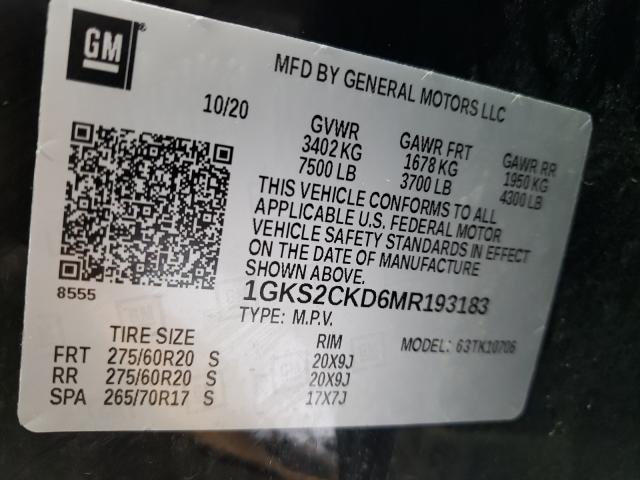 GM
MFD BY GENERAL MOTORS LLC
10/20
GVWR GAWR FRT GAWR RR
3402 KG 1678 KG 1950 KG
7500 LB 3700 LB 4300 LB
THIS VEHICLE CONFORMS TO ALL
APPLICABLE U.S. FEDERAL MOTOR
VEHICLE SAFETY STANDARDS IN EFFECT
ON THE DATE OF MANUFACTURE
SHOWN ABOVE.
8555
1GKS2CKD6MR193183
TYPE: M.P.V.
TIRE SIZE RIM MODEL: 63TK10706
FRT 275/60R20 S 20X9J
RR 275/60R20 S 20X9J
SPA 265/70R17 S 17X7J